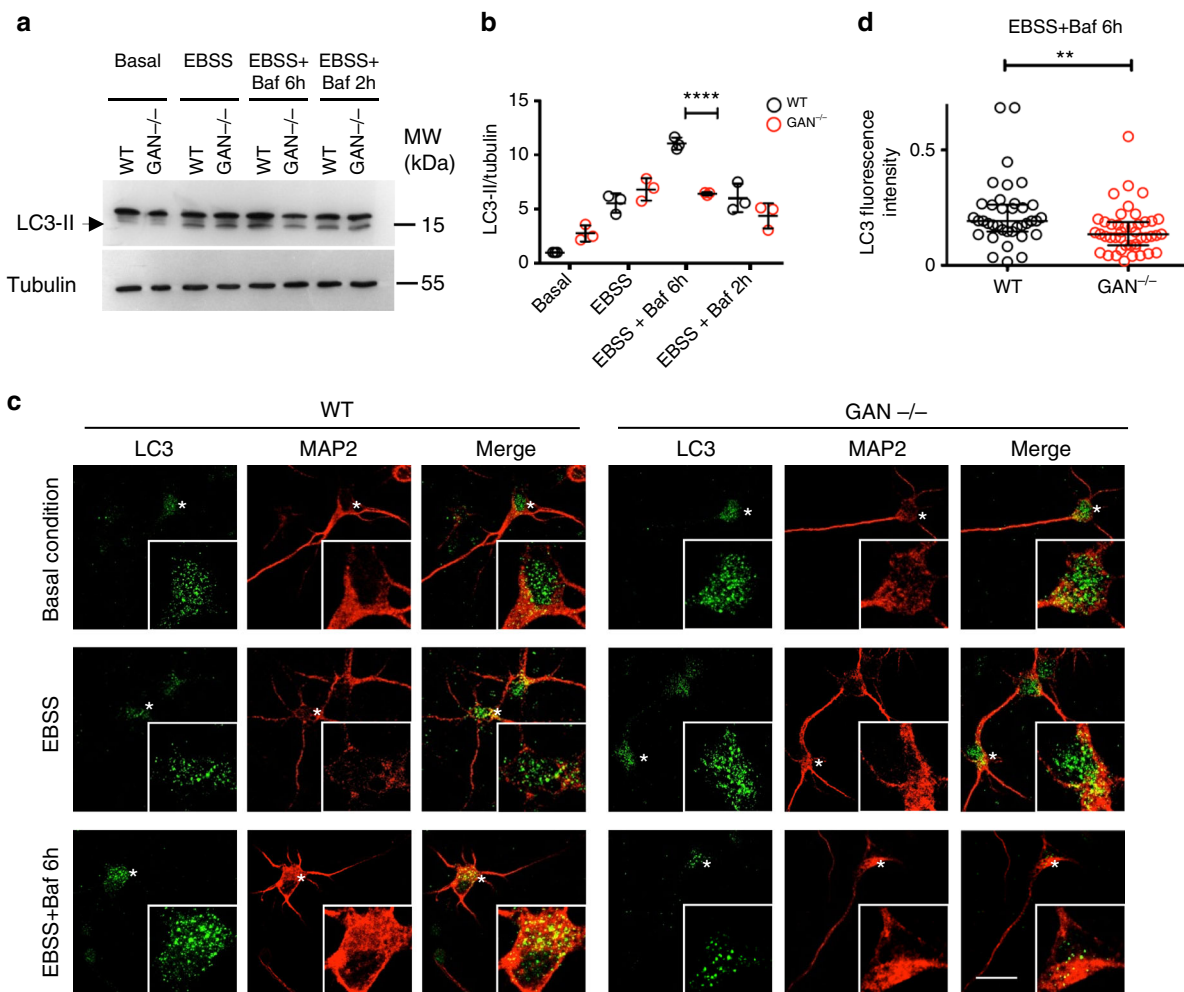 a
Basal
EBSS
EBSS+
Baf 6h
EBSS+
Baf 2h
WT
GAN−/−
WT
GAN−/−
WT
GAN−/−
WT
GAN−/−
MW
(kDa)
LC3-II
15
Tubulin
55
b
15
10
5
0
LC3-II/tubulin
****
WT
GAN−/−
Basal
EBSS
EBSS + Baf 6h
EBSS + Baf 2h
d
EBSS+Baf 6h
**
LC3 fluorescence
intensity
0.5
0
WT
GAN−/−
c
WT
GAN −/−
LC3
MAP2
Merge
LC3
MAP2
Merge
Basal condition
*
*
*
*
*
*
EBSS
*
*
*
*
*
*
EBSS+Baf 6h
*
*
*
*
*
*